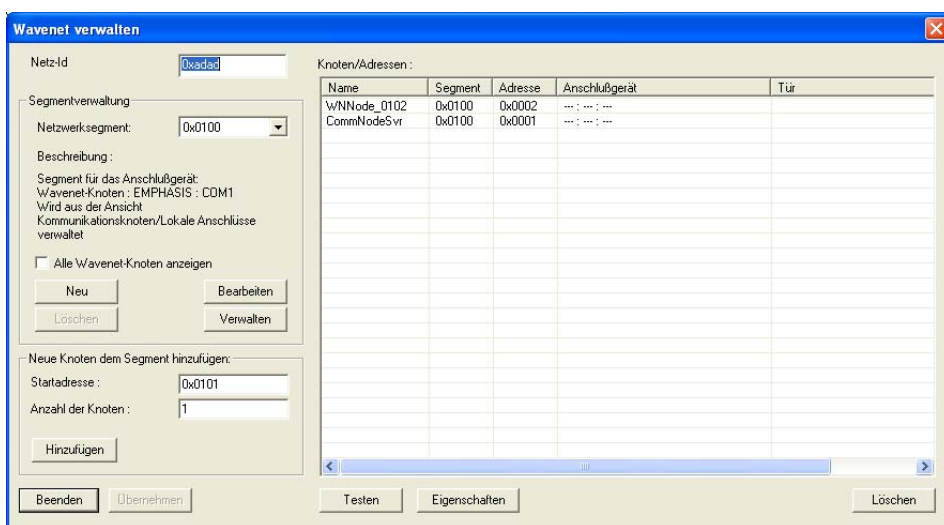 Wavenet verwalten
Netz-Id
0xadad
Segmentverwaltung
Netzwerksegment:
0x0100
Beschreibung :
Segment für das Anschlußgerät:
Wavenet-Knoten : EMPHASIS : COM1
Wird aus der Ansicht
Kommunikationsknoten/Lokale Anschlüsse
verwaltet
Alle Wavenet-Knoten anzeigen
Neu Bearbeiten
Löschen Verwalten
Neue Knoten dem Segment hinzufügen:
Startadresse : 0x0101
Anzahl der Knoten : 1
Hinzufügen
Beenden Übernehmen
Knoten/Adressen :
Name Segment Adresse Anschlußgerät Tür
WNNode_0102 0x0100 0x0002 --- : --- : ---
CommNodeSvr 0x0100 0x0001 --- : --- : ---
Testen Eigenschaften Löschen